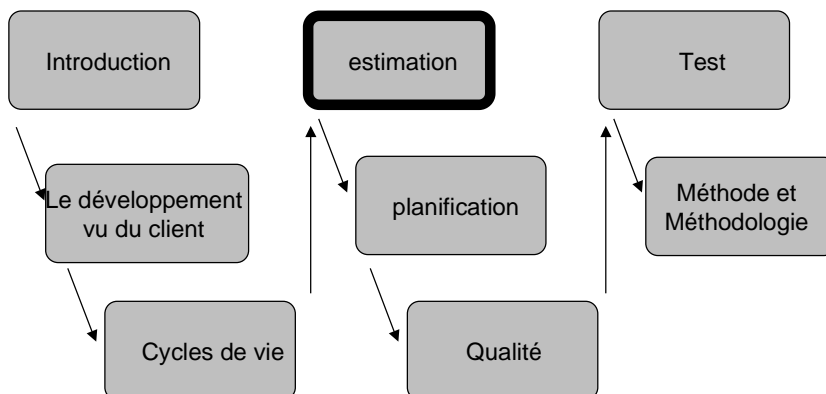 Introduction
Le développement
vu du client
Cycles de vie
estimation
planification
Qualité
Test
Méthode et
Méthodologie